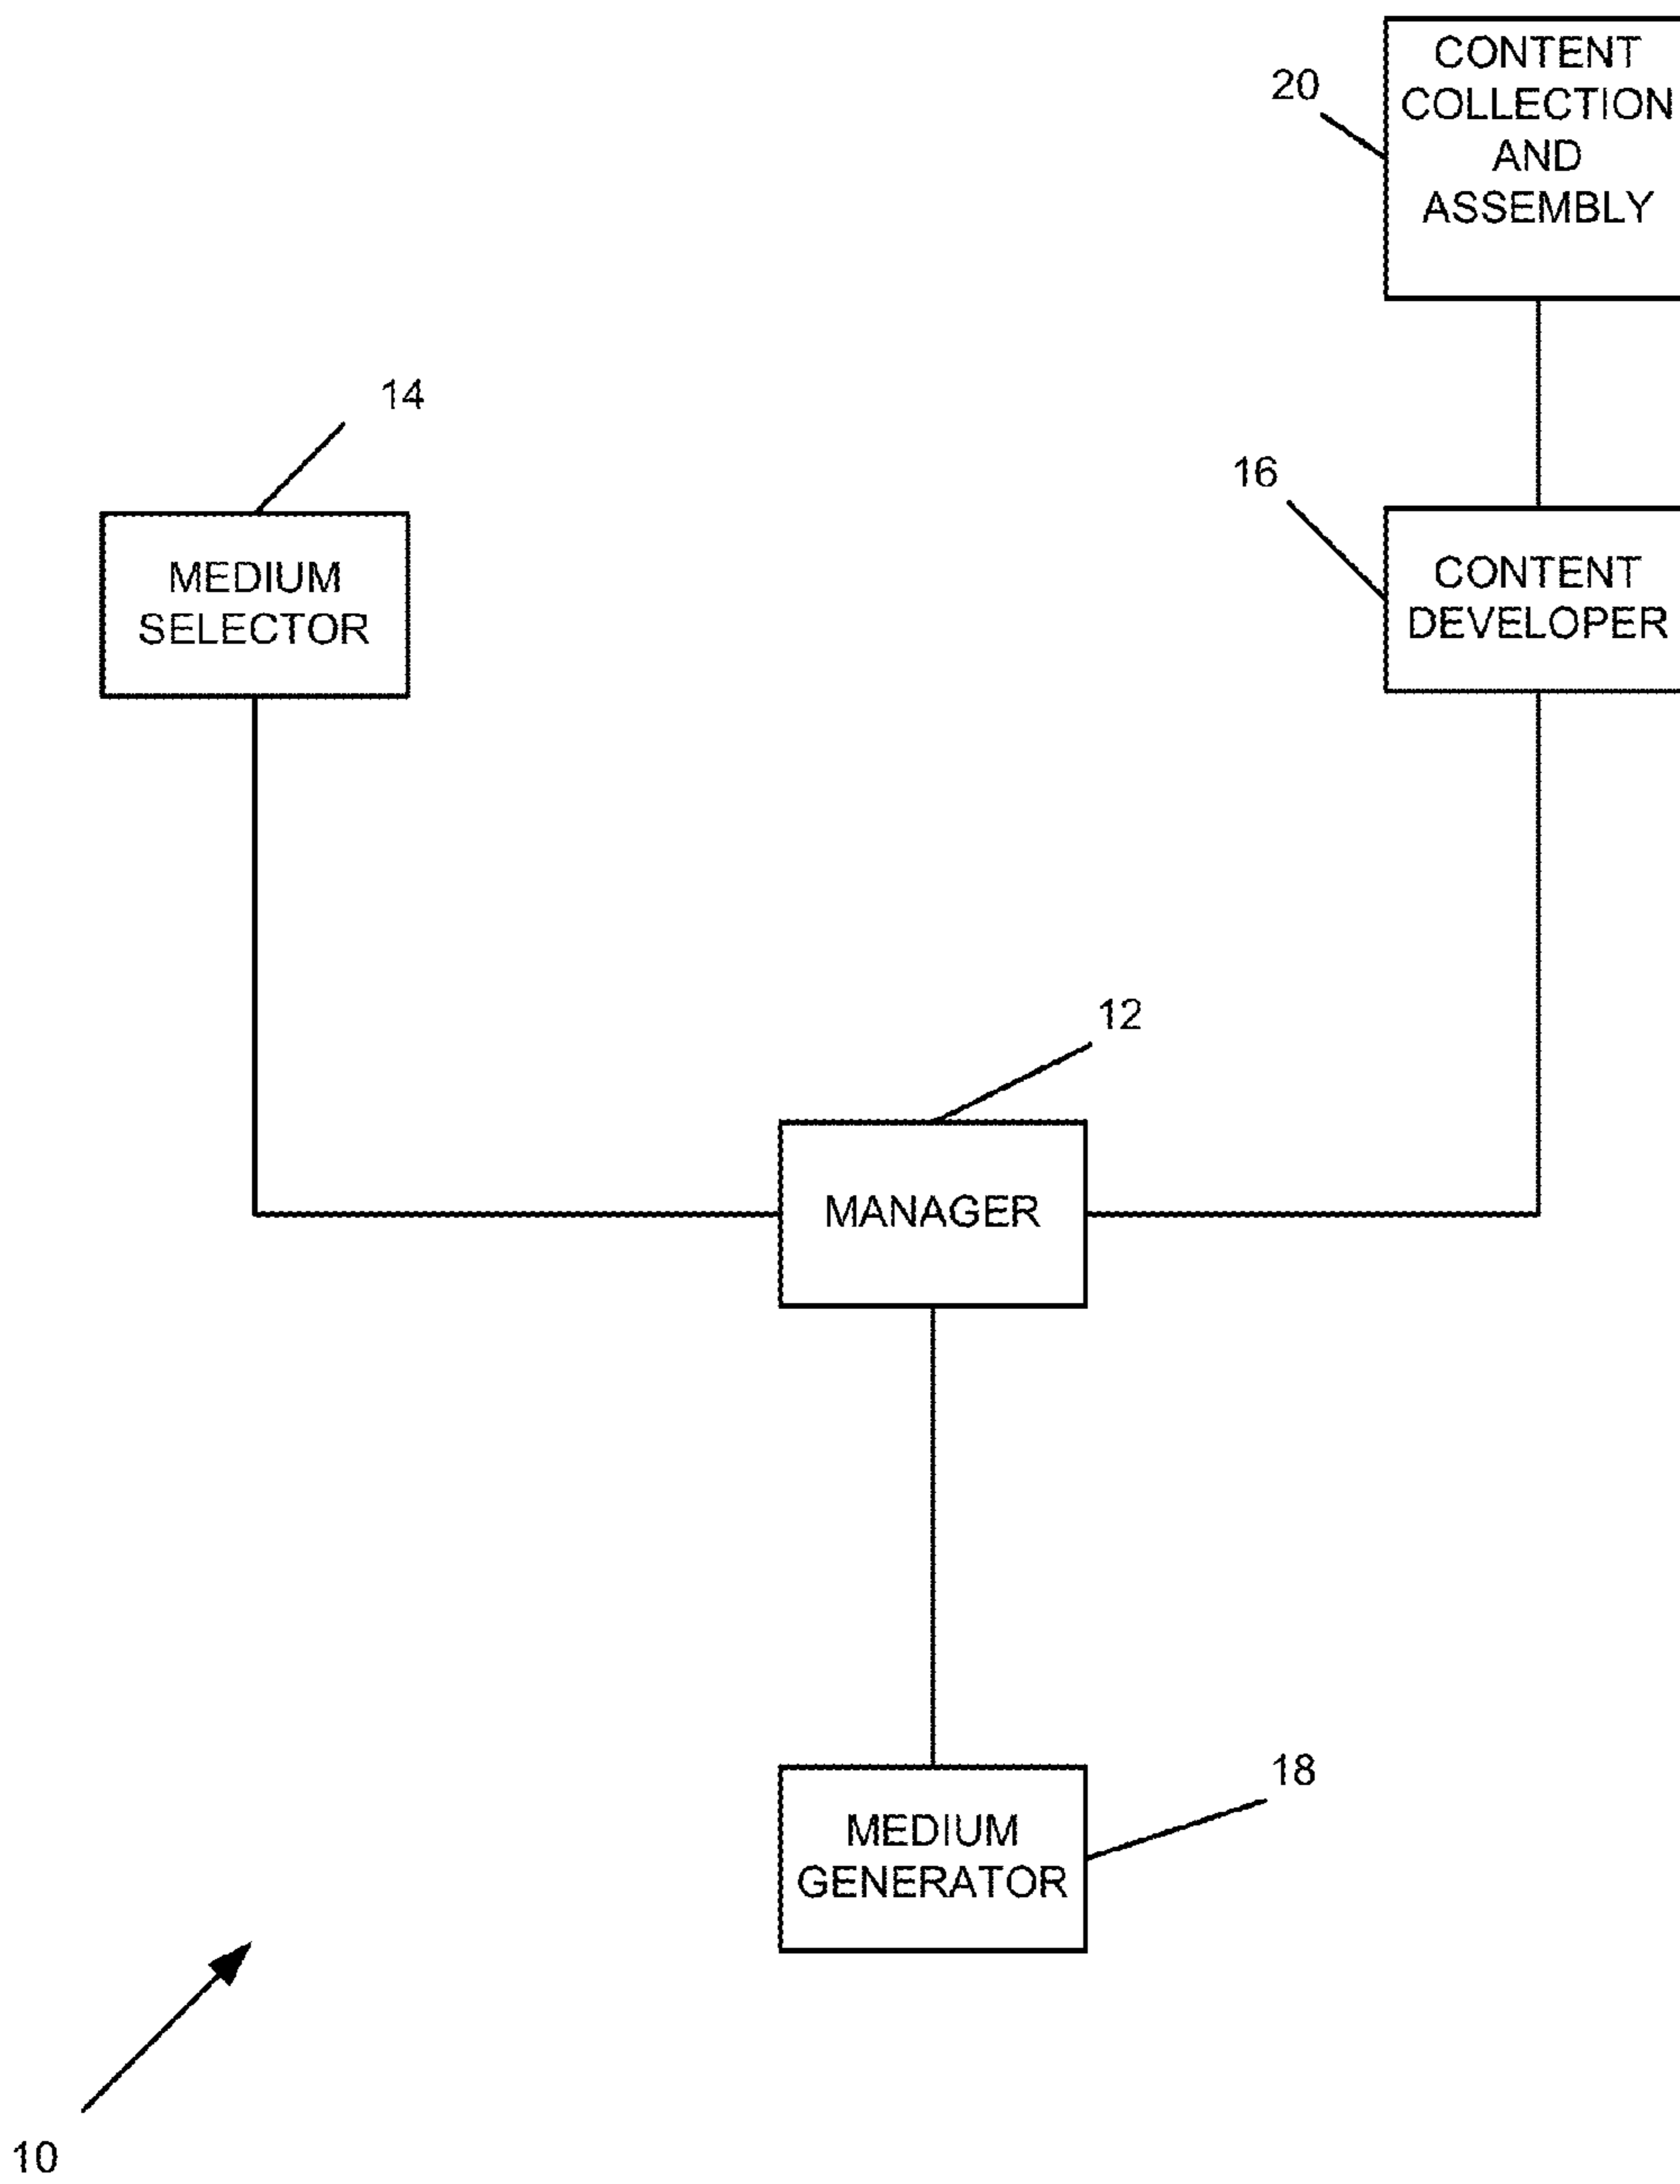 20
CONTENT
COLLECTION
AND
ASSEMBLY
14
MEDIUM
SELECTOR
16
CONTENT
DEVELOPER
12
MANAGER
18
MEDIUM
GENERATOR
10